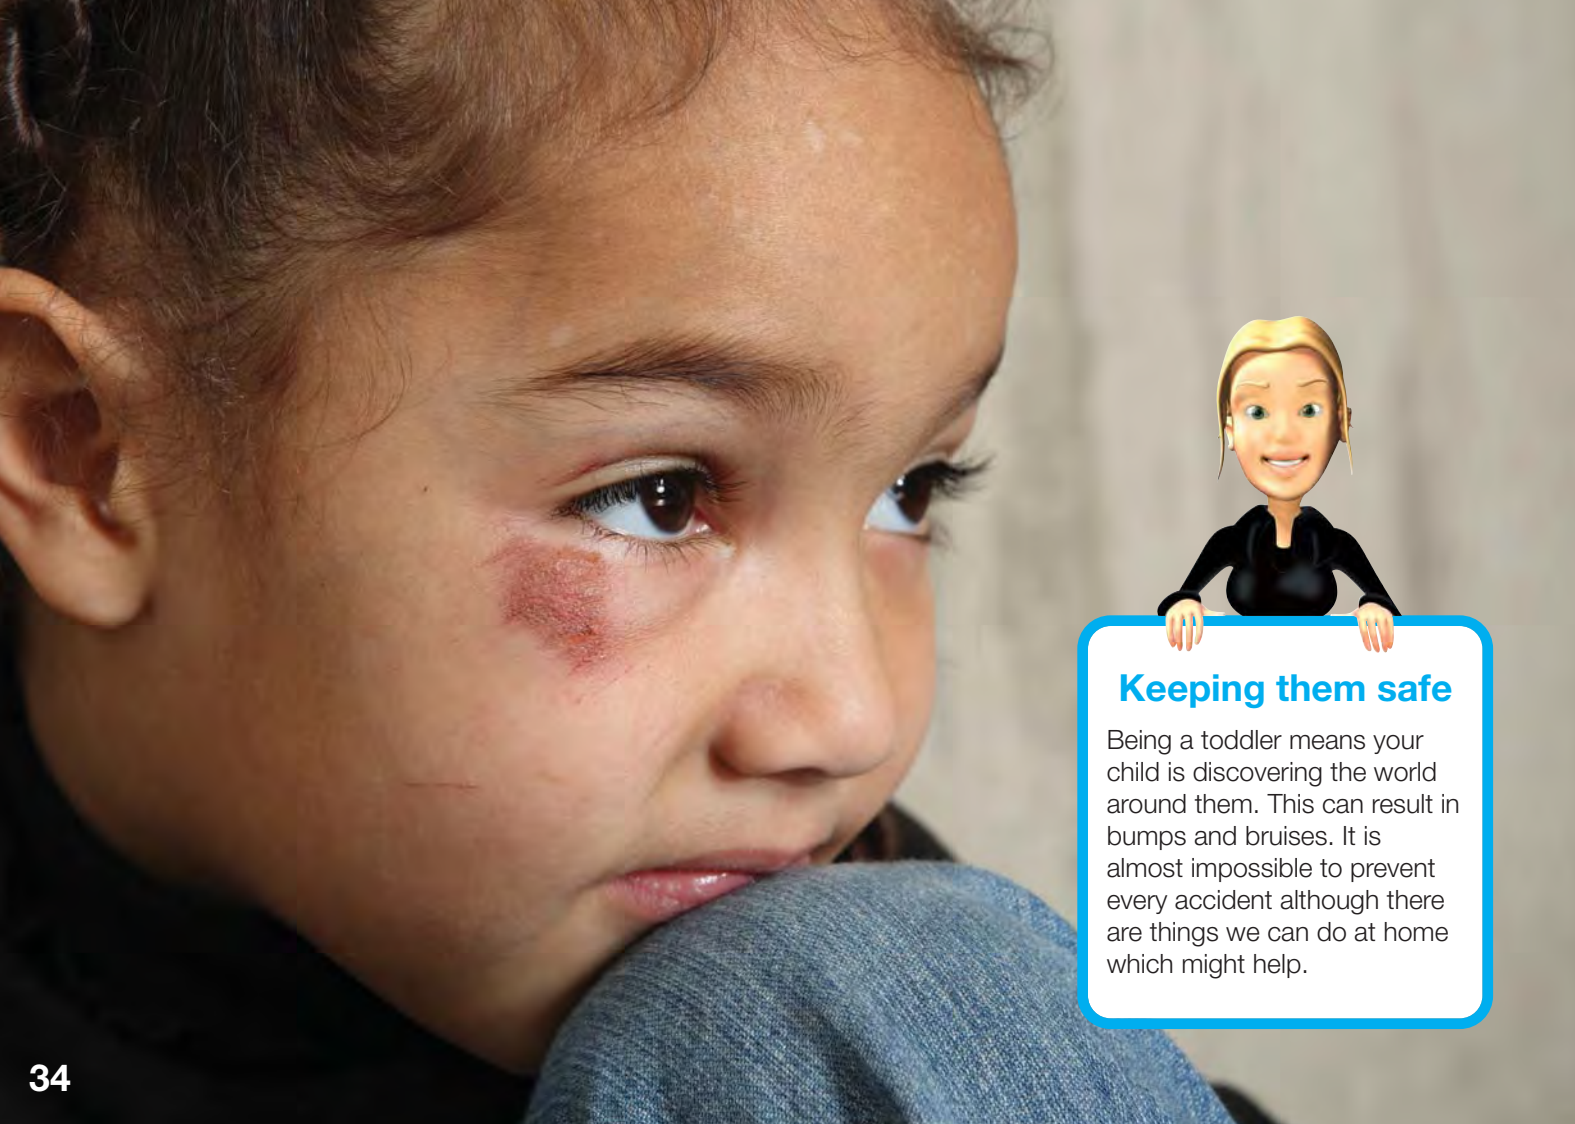 Keeping them safe
Being a toddler means your
child is discovering the world
around them. This can result in
bumps and bruises. It is
almost impossible to prevent
every accident although there
are things we can do at home
which might help.
34